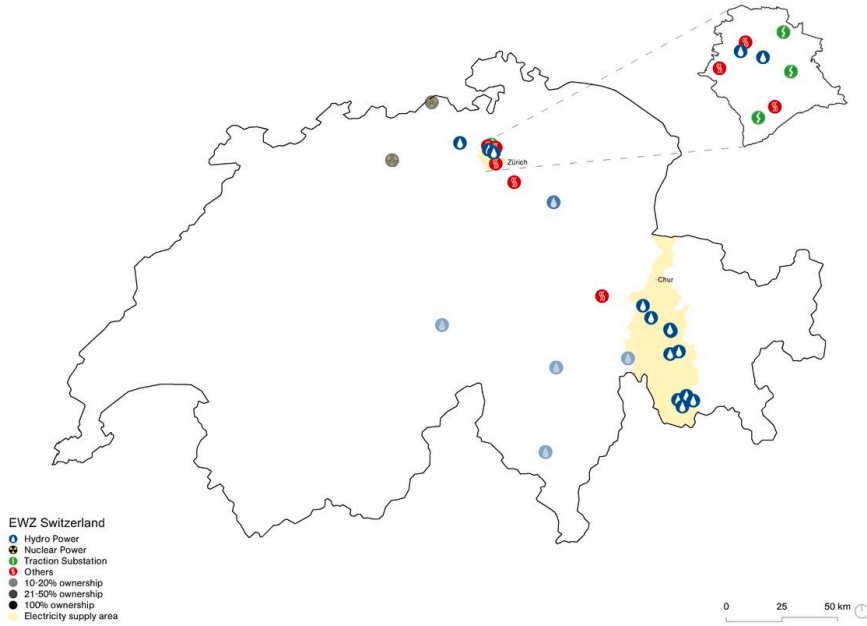 Zürich
Chur
EWZ Switzerland
Hydro Power
Nuclear Power
Traction Substation
Others
10-20% ownership
21-50% ownership
100% ownership
Electricity supply area
0 25 50 km